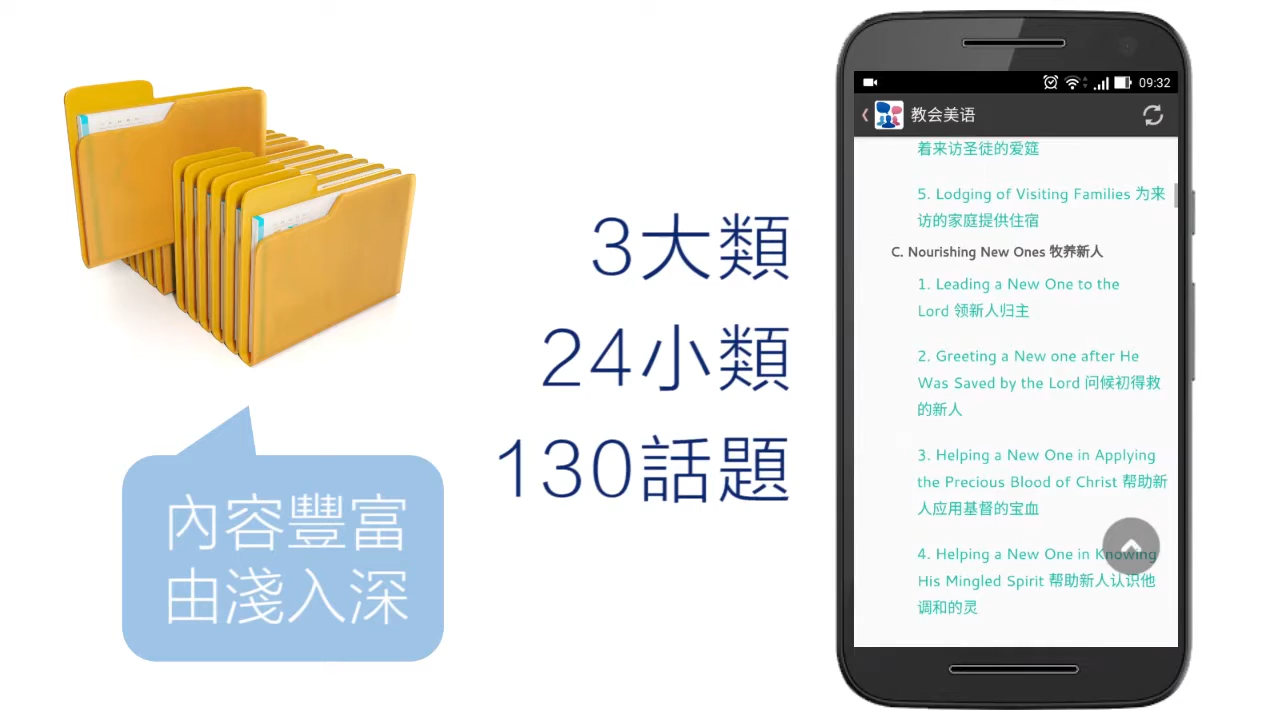 3大類
24小類
130話題
內容豐富
由淺入深
09:32
教会美语
着来访圣徒的爱筵
5. Lodging of Visiting Families 为来
访的家庭提供住宿
C. Nourishing New Ones 牧养新人
1. Leading a New One to the
Lord 领新人归主
2. Greeting a New one after He
Was Saved by the Lord 问候初得救
的新人
3. Helping a New One in Applying
the Precious Blood of Christ 帮助新
人应用基督的宝血
4. Helping a New One in Knowing
His Mingled Spirit 帮助新人认识他
调和的灵